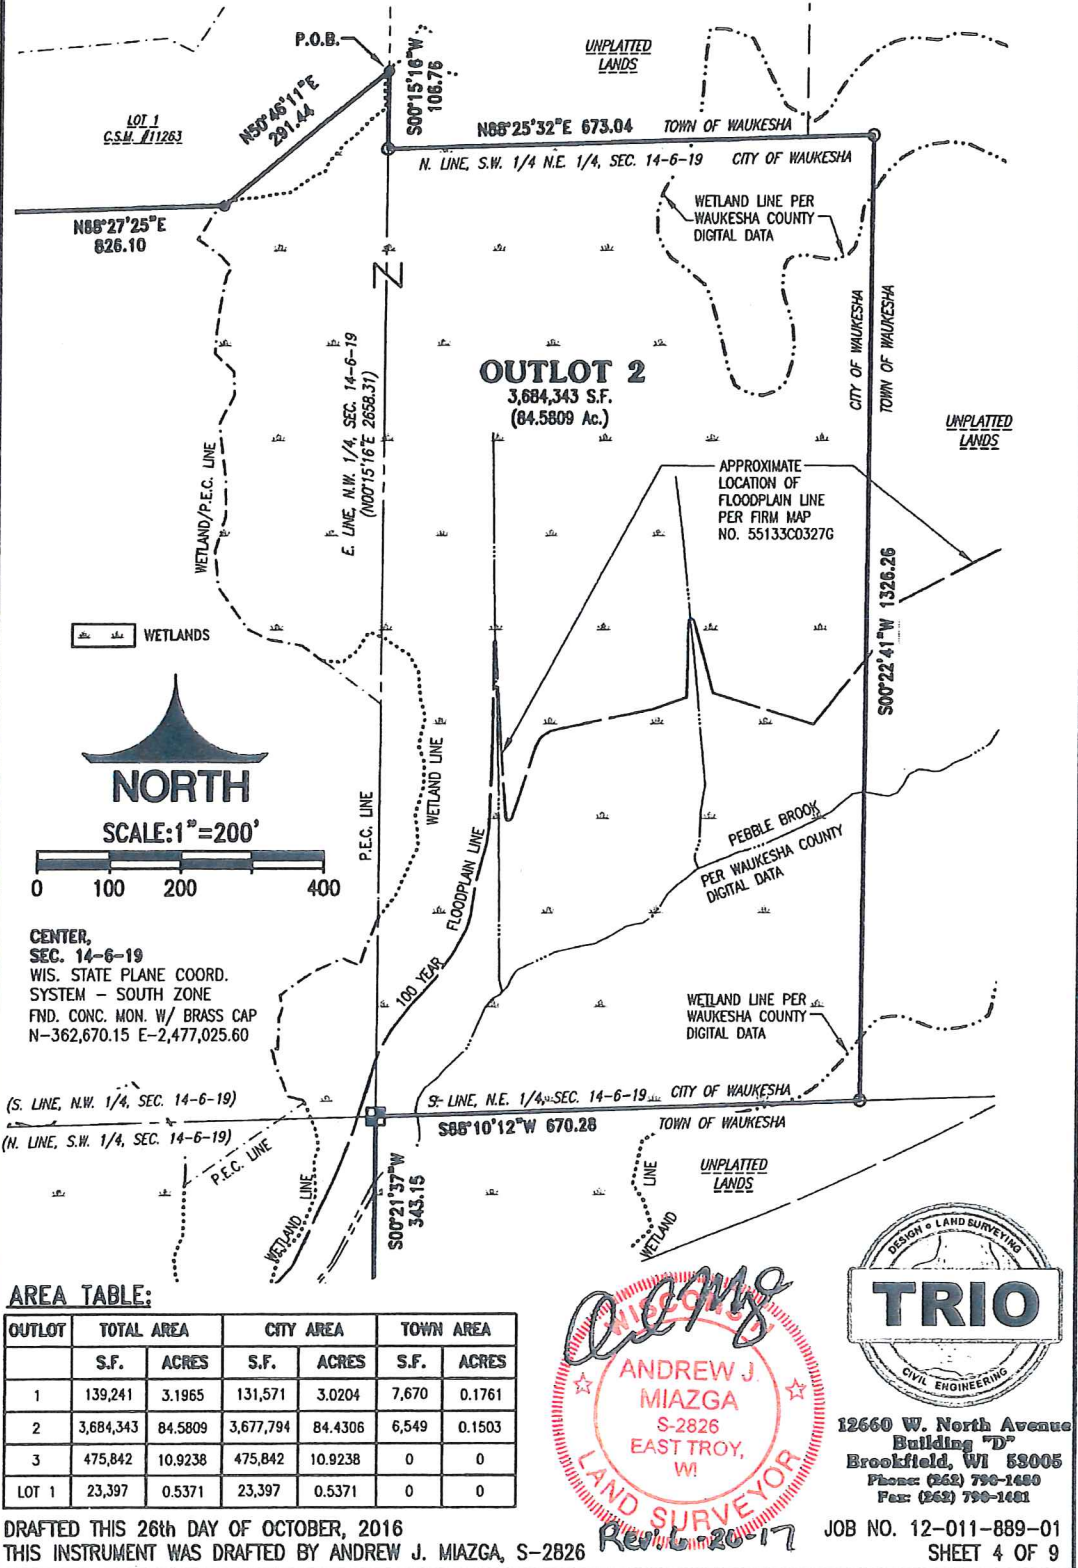 P.O.B.
UNPLATTED
LANDS
LOT 1
C.S.M. #11263
N50°46'11"E
291.44
S00°15'16"W
106.76
N88°25'32"E 673.04
TOWN OF WAUKESHA
N. LINE, S.W. 1/4 N.E. 1/4, SEC. 14-6-19
CITY OF WAUKESHA
N88°27'25"E
826.10
WETLAND LINE PER
WAUKESHA COUNTY
DIGITAL DATA
CITY OF WAUKESHA
TOWN OF WAUKESHA
OUTLOT 2
3,684,343 S.F.
(84.5809 Ac.)
E. LINE, N.W. 1/4, SEC. 14-6-19
(N00°15'16"E 2658.31)
UNPLATTED
LANDS
WETLAND/P.E.C. LINE
APPROXIMATE
LOCATION OF
FLOODPLAIN LINE
PER FIRM MAP
NO. 55133C0327G
S00°22'41"W 1326.26
WETLANDS
NORTH
SCALE:1"=200'
0 100 200 400
P.E.C. LINE
WETLAND LINE
FLOODPLAIN LINE
100 YEAR
PEBBLE BROOK
PER WAUKESHA COUNTY
DIGITAL DATA
CENTER,
SEC. 14-6-19
WIS. STATE PLANE COORD.
SYSTEM - SOUTH ZONE
FND. CONC. MON. W/ BRASS CAP
N-362,670.15 E-2,477,025.60
WETLAND LINE PER
WAUKESHA COUNTY
DIGITAL DATA
(S. LINE, N.W. 1/4, SEC. 14-6-19)
(N. LINE, S.W. 1/4, SEC. 14-6-19)
S. LINE, N.E. 1/4, SEC. 14-6-19
CITY OF WAUKESHA
S88°10'12"W 670.28
TOWN OF WAUKESHA
P.E.C. LINE
WETLAND LINE
S00°21'37"W
343.15
WETLAND LINE
UNPLATTED
LANDS
AREA TABLE:
OUTLOT TOTAL AREA CITY AREA TOWN AREA
S.F. ACRES S.F. ACRES S.F. ACRES
1 139,241 3.1965 131,571 3.0204 7,670 0.1761
2 3,684,343 84.5809 3,677,794 84.4306 6,549 0.1503
3 475,842 10.9238 475,842 10.9238 0 0
LOT 1 23,397 0.5371 23,397 0.5371 0 0
WISCONSIN
ANDREW J.
MIAZGA
S-2826
EAST TROY,
WI
LAND SURVEYOR
DESIGN LAND SURVEYING
TRIO
CIVIL ENGINEERING
12660 W. North Avenue
Building "D"
Brookfield, WI 53005
Phone: (262) 790-1480
Fax: (262) 790-1481
DRAFTED THIS 26th DAY OF OCTOBER, 2016
THIS INSTRUMENT WAS DRAFTED BY ANDREW J. MIAZGA, S-2826
JOB NO. 12-011-889-01
SHEET 4 OF 9